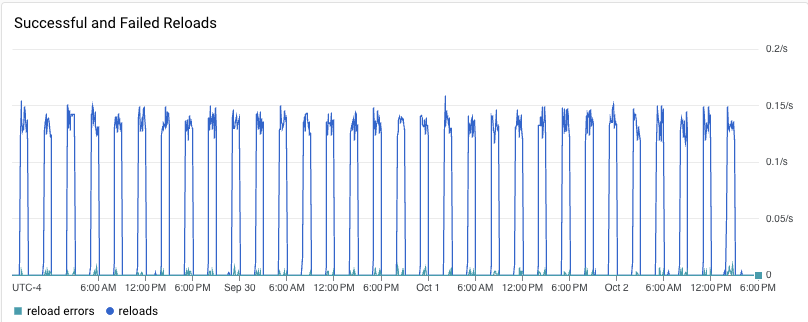 Successful and Failed Reloads
0.2/s
0.15/s
0.1/s
0.05/s
0
UTC-4 6:00 AM 12:00 PM 6:00 PM Sep 30 6:00 AM 12:00 PM 6:00 PM Oct 1 6:00 AM 12:00 PM 6:00 PM Oct 2 6:00 AM 12:00 PM 6:00 PM
reload errors reloads